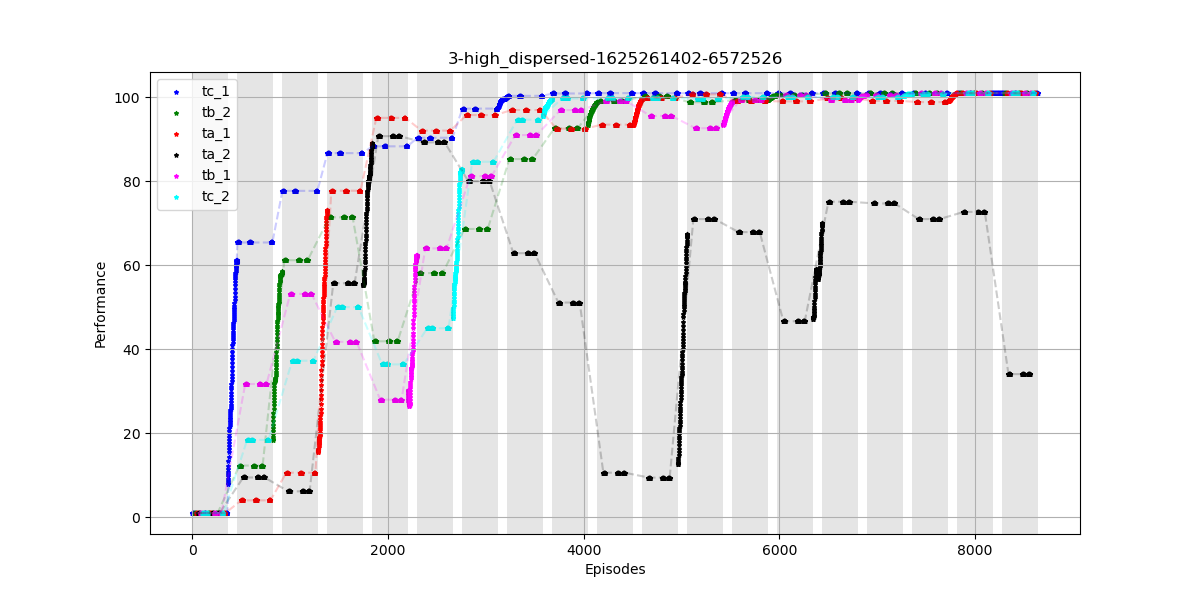 3-high_dispersed-1625261402-6572526
tc_1
tb_2
ta_1
ta_2
tb_1
tc_2
100
80
60
40
20
0
Performance
0 2000 4000 6000 8000
Episodes